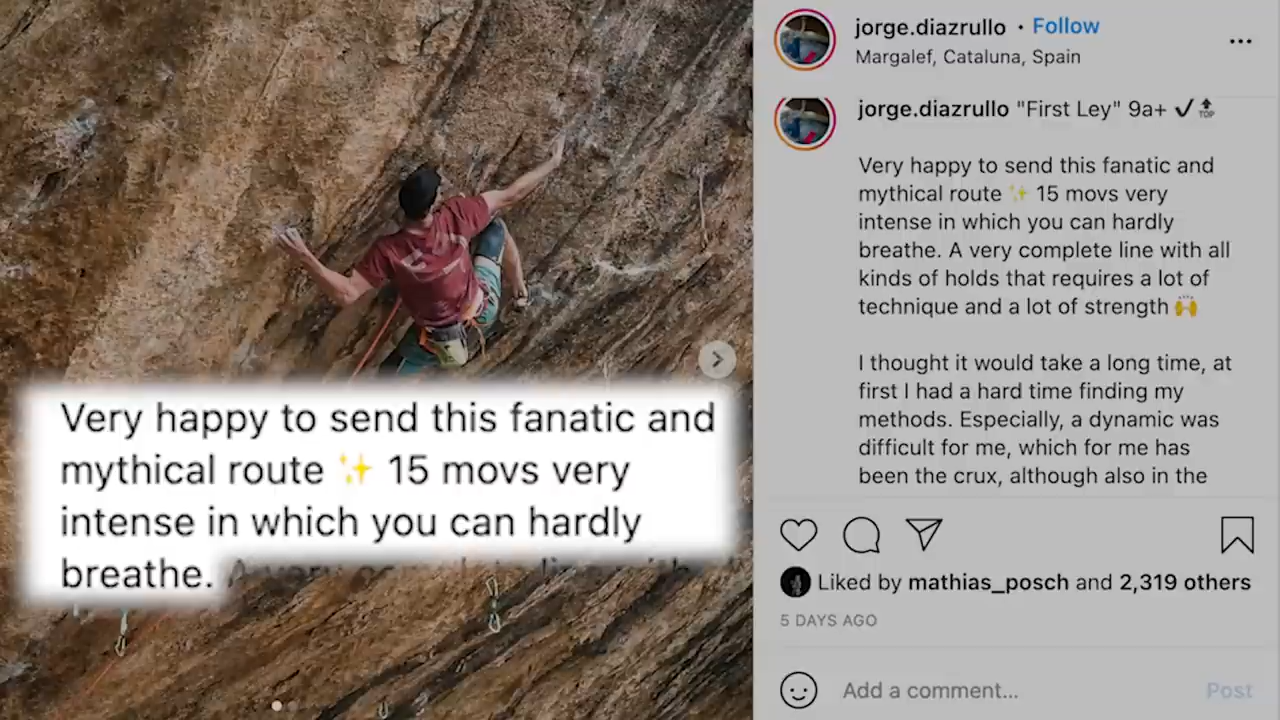 jorge.diazrullo • Follow
Margalef, Cataluna, Spain
jorge.diazrullo "First Ley" 9a+ ✔🔝
Very happy to send this fanatic and
mythical route ✨ 15 movs very
intense in which you can hardly
breathe. A very complete line with all
kinds of holds that requires a lot of
technique and a lot of strength 🙌
I thought it would take a long time, at
first I had a hard time finding my
methods. Especially, a dynamic was
difficult for me, which for me has
been the crux, although also in the
Liked by mathias_posch and 2,319 others
5 DAYS AGO
Add a comment...
Post
Very happy to send this fanatic and
mythical route ✨ 15 movs very
intense in which you can hardly
breathe.